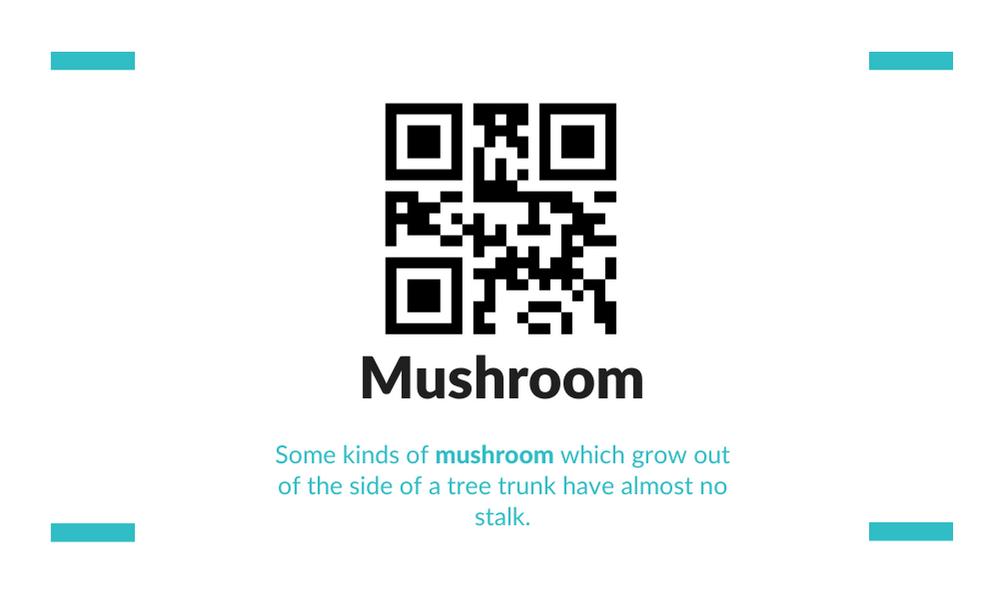 Mushroom
Some kinds of mushroom which grow out
of the side of a tree trunk have almost no
stalk.